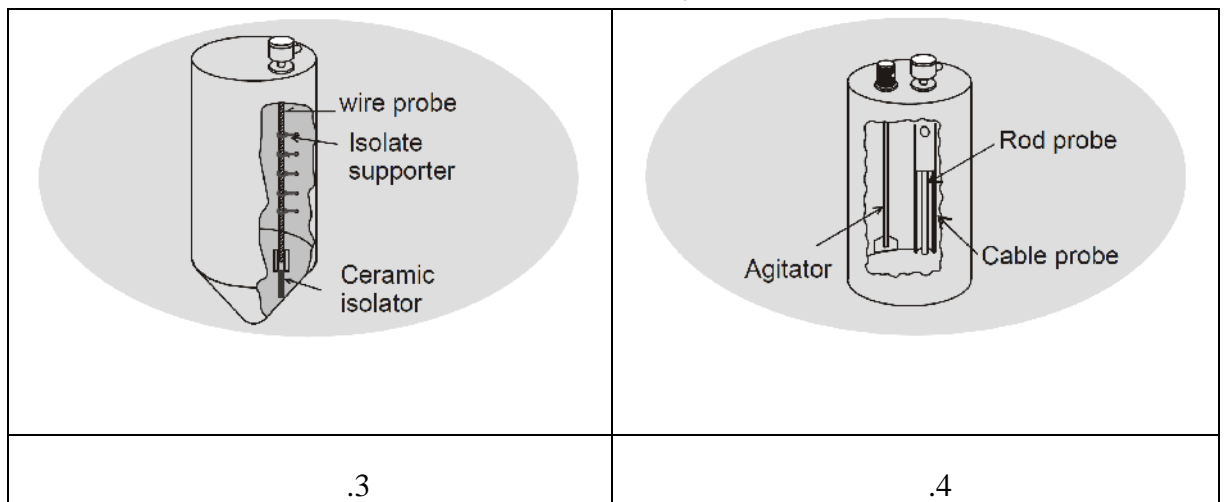 wire probe
Isolate
supporter
Ceramic
isolator
Rod probe
Cable probe
Agitator
.3
.4